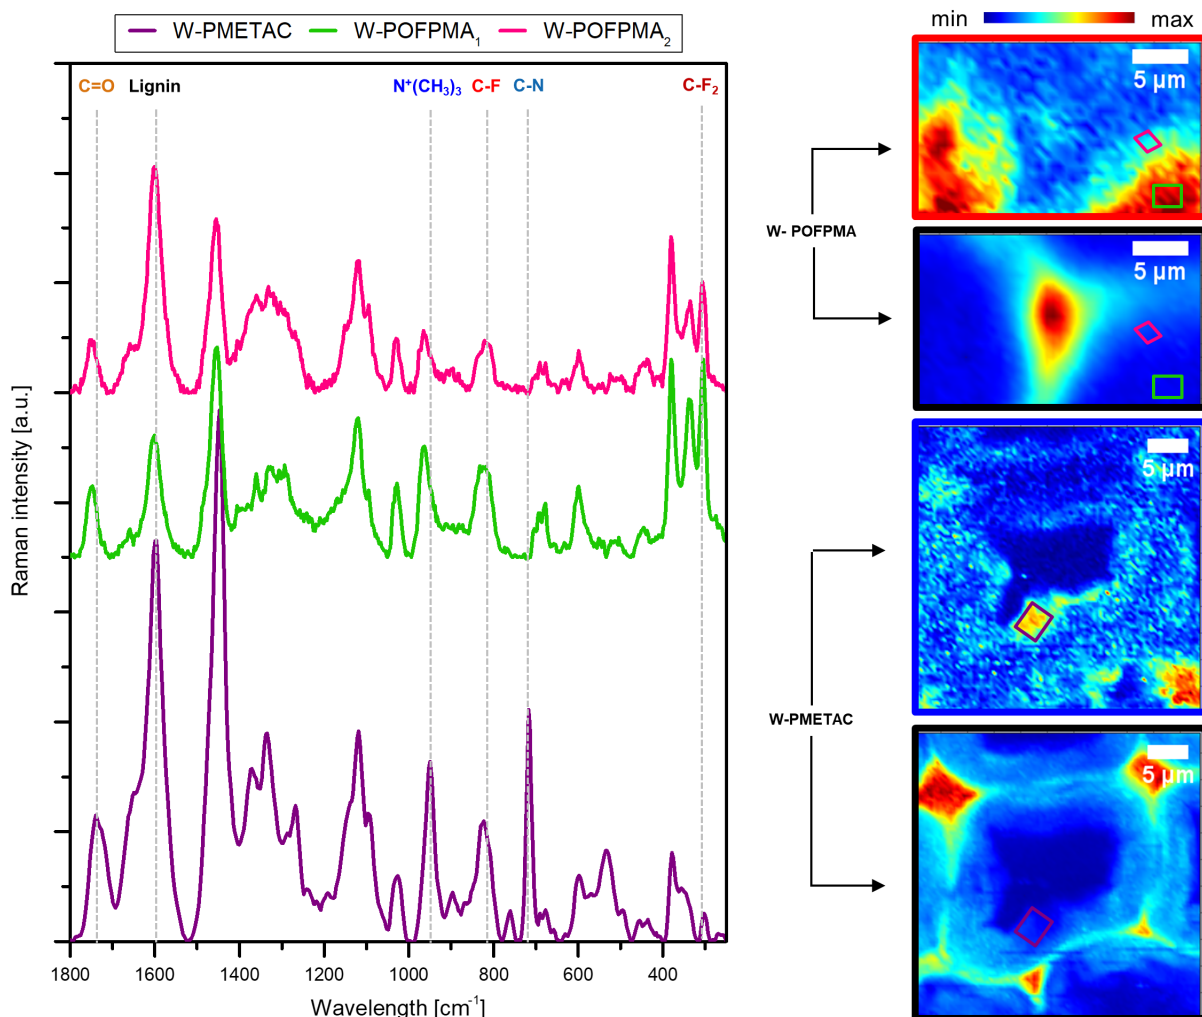 W-PMETAC W-POFPMA₁ W-POFPMA₂
min max
C=O Lignin N⁺(CH₃)₃ C-F C-N C-F₂
5 µm
W- POFPMA
5 µm
5 µm
W-PMETAC
5 µm
Raman intensity [a.u.]
1800 1600 1400 1200 1000 800 600 400
Wavelength [cm⁻¹]